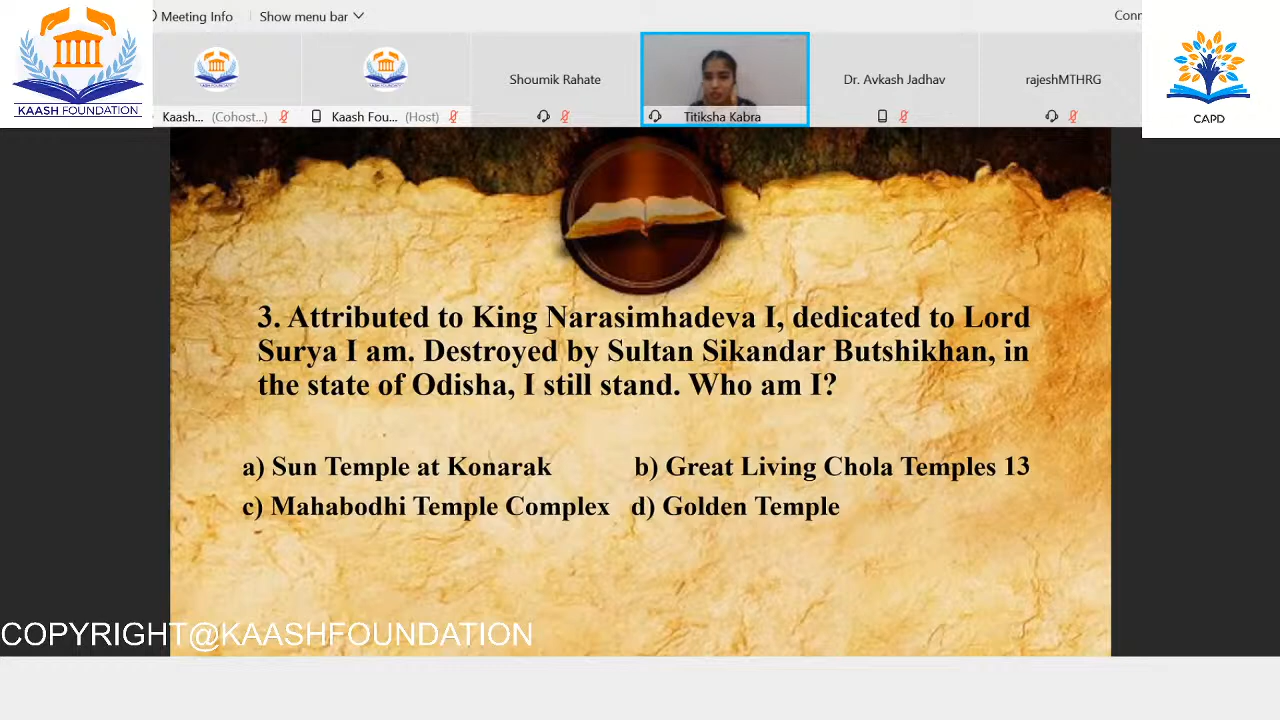 Meeting Info
Show menu bar
KAASH FOUNDATION
Kaash... (Cohost...)
Kaash Fou... (Host)
Shoumik Rahate
Titiksha Kabra
Dr. Avkash Jadhav
rajeshMTHRG
Conn
CAPD
3. Attributed to King Narasimhadeva I, dedicated to Lord
Surya I am. Destroyed by Sultan Sikandar Butshikhan, in
the state of Odisha, I still stand. Who am I?
a) Sun Temple at Konarak b) Great Living Chola Temples 13
c) Mahabodhi Temple Complex d) Golden Temple
COPYRIGHT@KAASHFOUNDATION